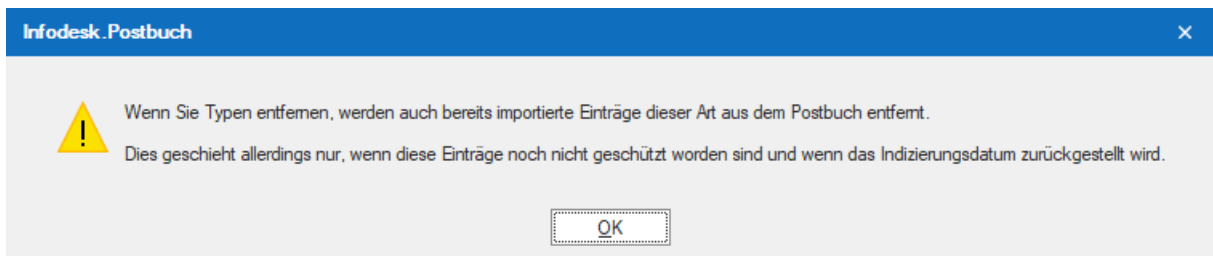 Infodesk.Postbuch
Wenn Sie Typen entfernen, werden auch bereits importierte Einträge dieser Art aus dem Postbuch entfernt.
Dies geschieht allerdings nur, wenn diese Einträge noch nicht geschützt worden sind und wenn das Indizierungsdatum zurückgestellt wird.
OK